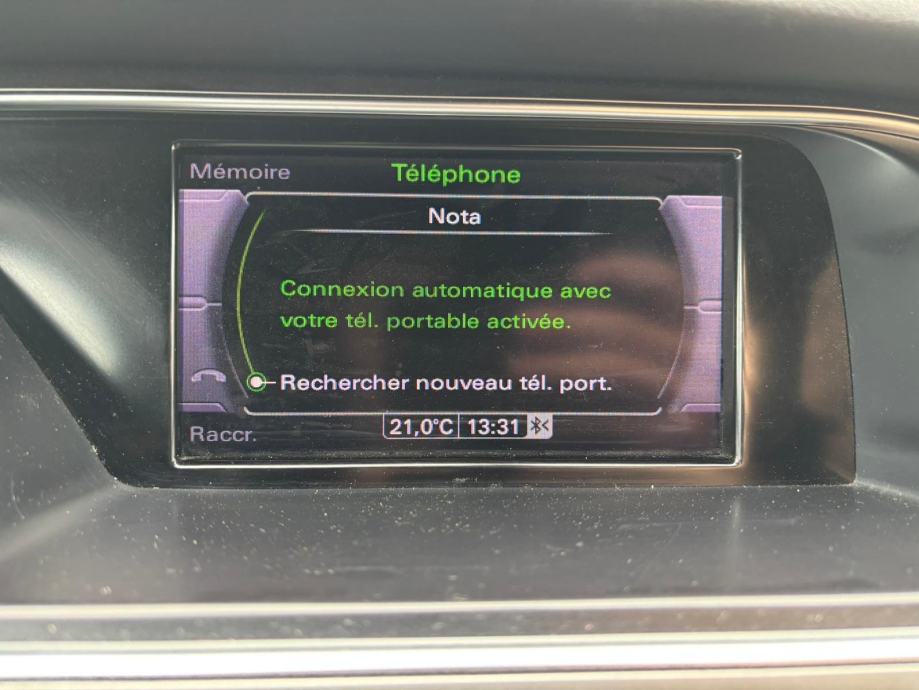 Mémoire
Téléphone
Nota
Connexion automatique avec
votre tél. portable activée.
Rechercher nouveau tél. port.
Raccr.
21,0°C 13:31